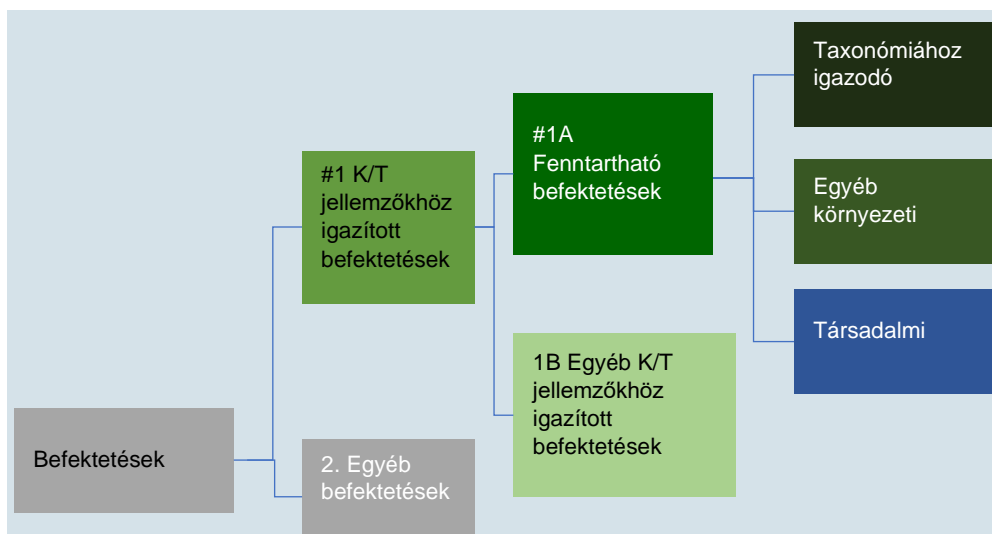 Befektetések
#1 K/T
jellemzőkhöz
igazított
befektetések
2. Egyéb
befektetések
#1A
Fenntartható
befektetések
1B Egyéb K/T
jellemzőkhöz
igazított
befektetések
Taxonómiához
igazodó
Egyéb
környezeti
Társadalmi